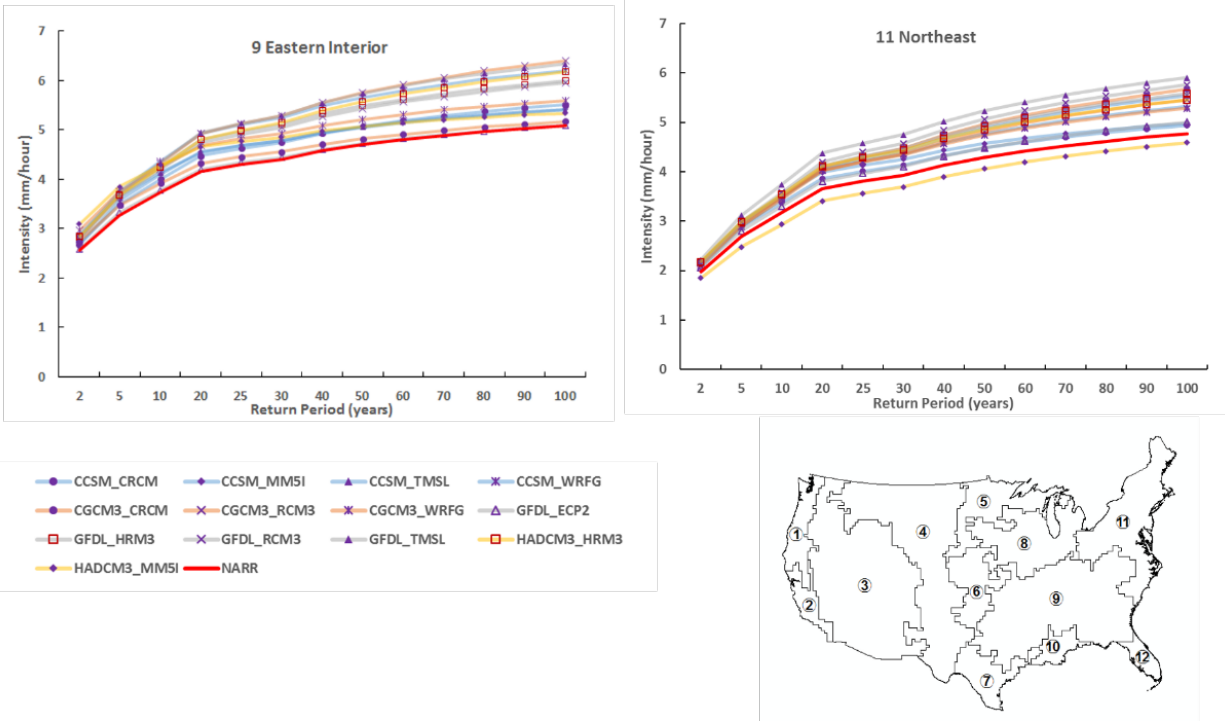 9 Eastern Interior
Intensity (mm/hour)
7
6
5
4
3
2
1
0
2 5 10 20 25 30 40 50 60 70 80 90 100
Return Period (years)
11 Northeast
Intensity (mm/hour)
7
6
5
4
3
2
1
0
2 5 10 20 25 30 40 50 60 70 80 90 100
Return Period (years)
CCSM_CRCM CCSM_MM5I CCSM_TMSL CCSM_WRFG
CGCM3_CRCM CGCM3_RCM3 CGCM3_WRFG GFDL_ECP2
GFDL_HRM3 GFDL_RCM3 GFDL_TMSL HADCM3_HRM3
HADCM3_MM5I NARR
1
2
3
4
5
6
7
8
9
10
11
12